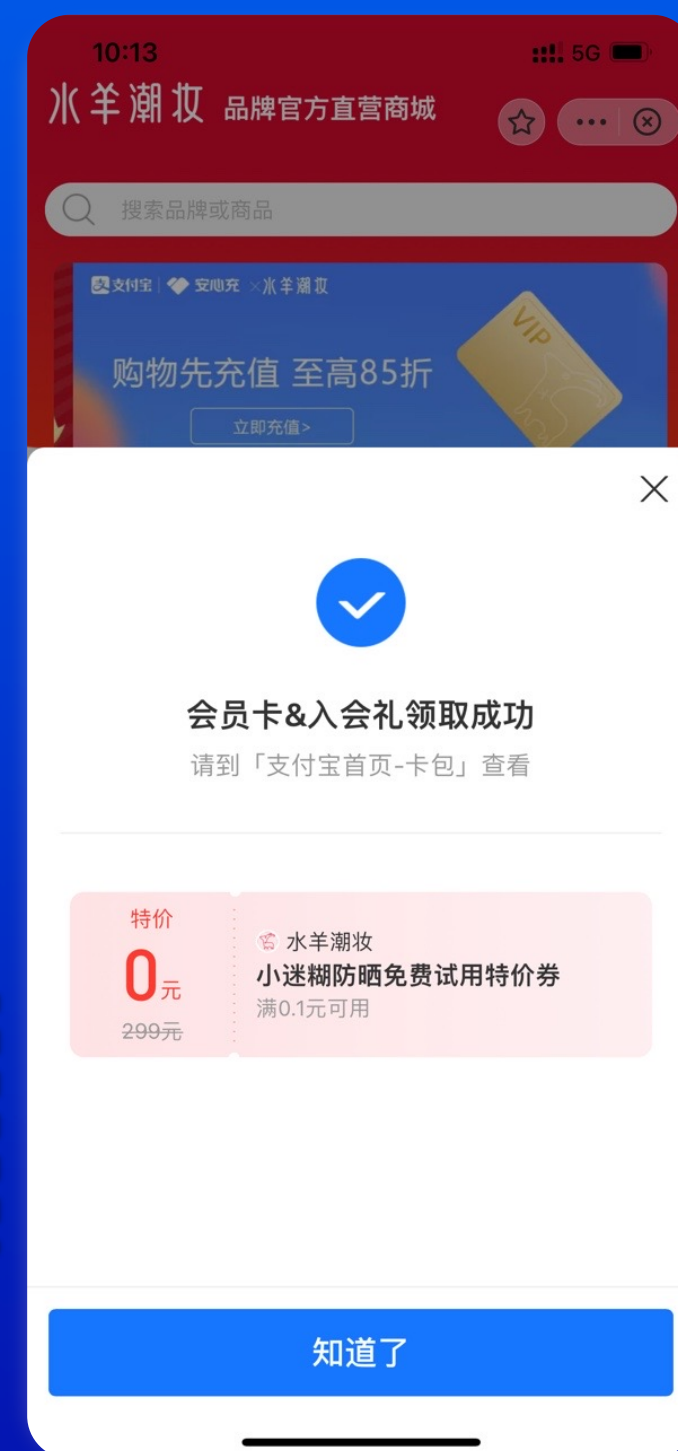 10:13 5G
水羊潮妆 品牌官方直营商城
搜索品牌或商品
支付宝 安心充 ×水羊潮妆
VIP
购物先充值 至高85折
立即充值>
会员卡&入会礼领取成功
请到「支付宝首页-卡包」查看
特价
0元
299元
水羊潮妆
小迷糊防晒免费试用特价券
满0.1元可用
知道了